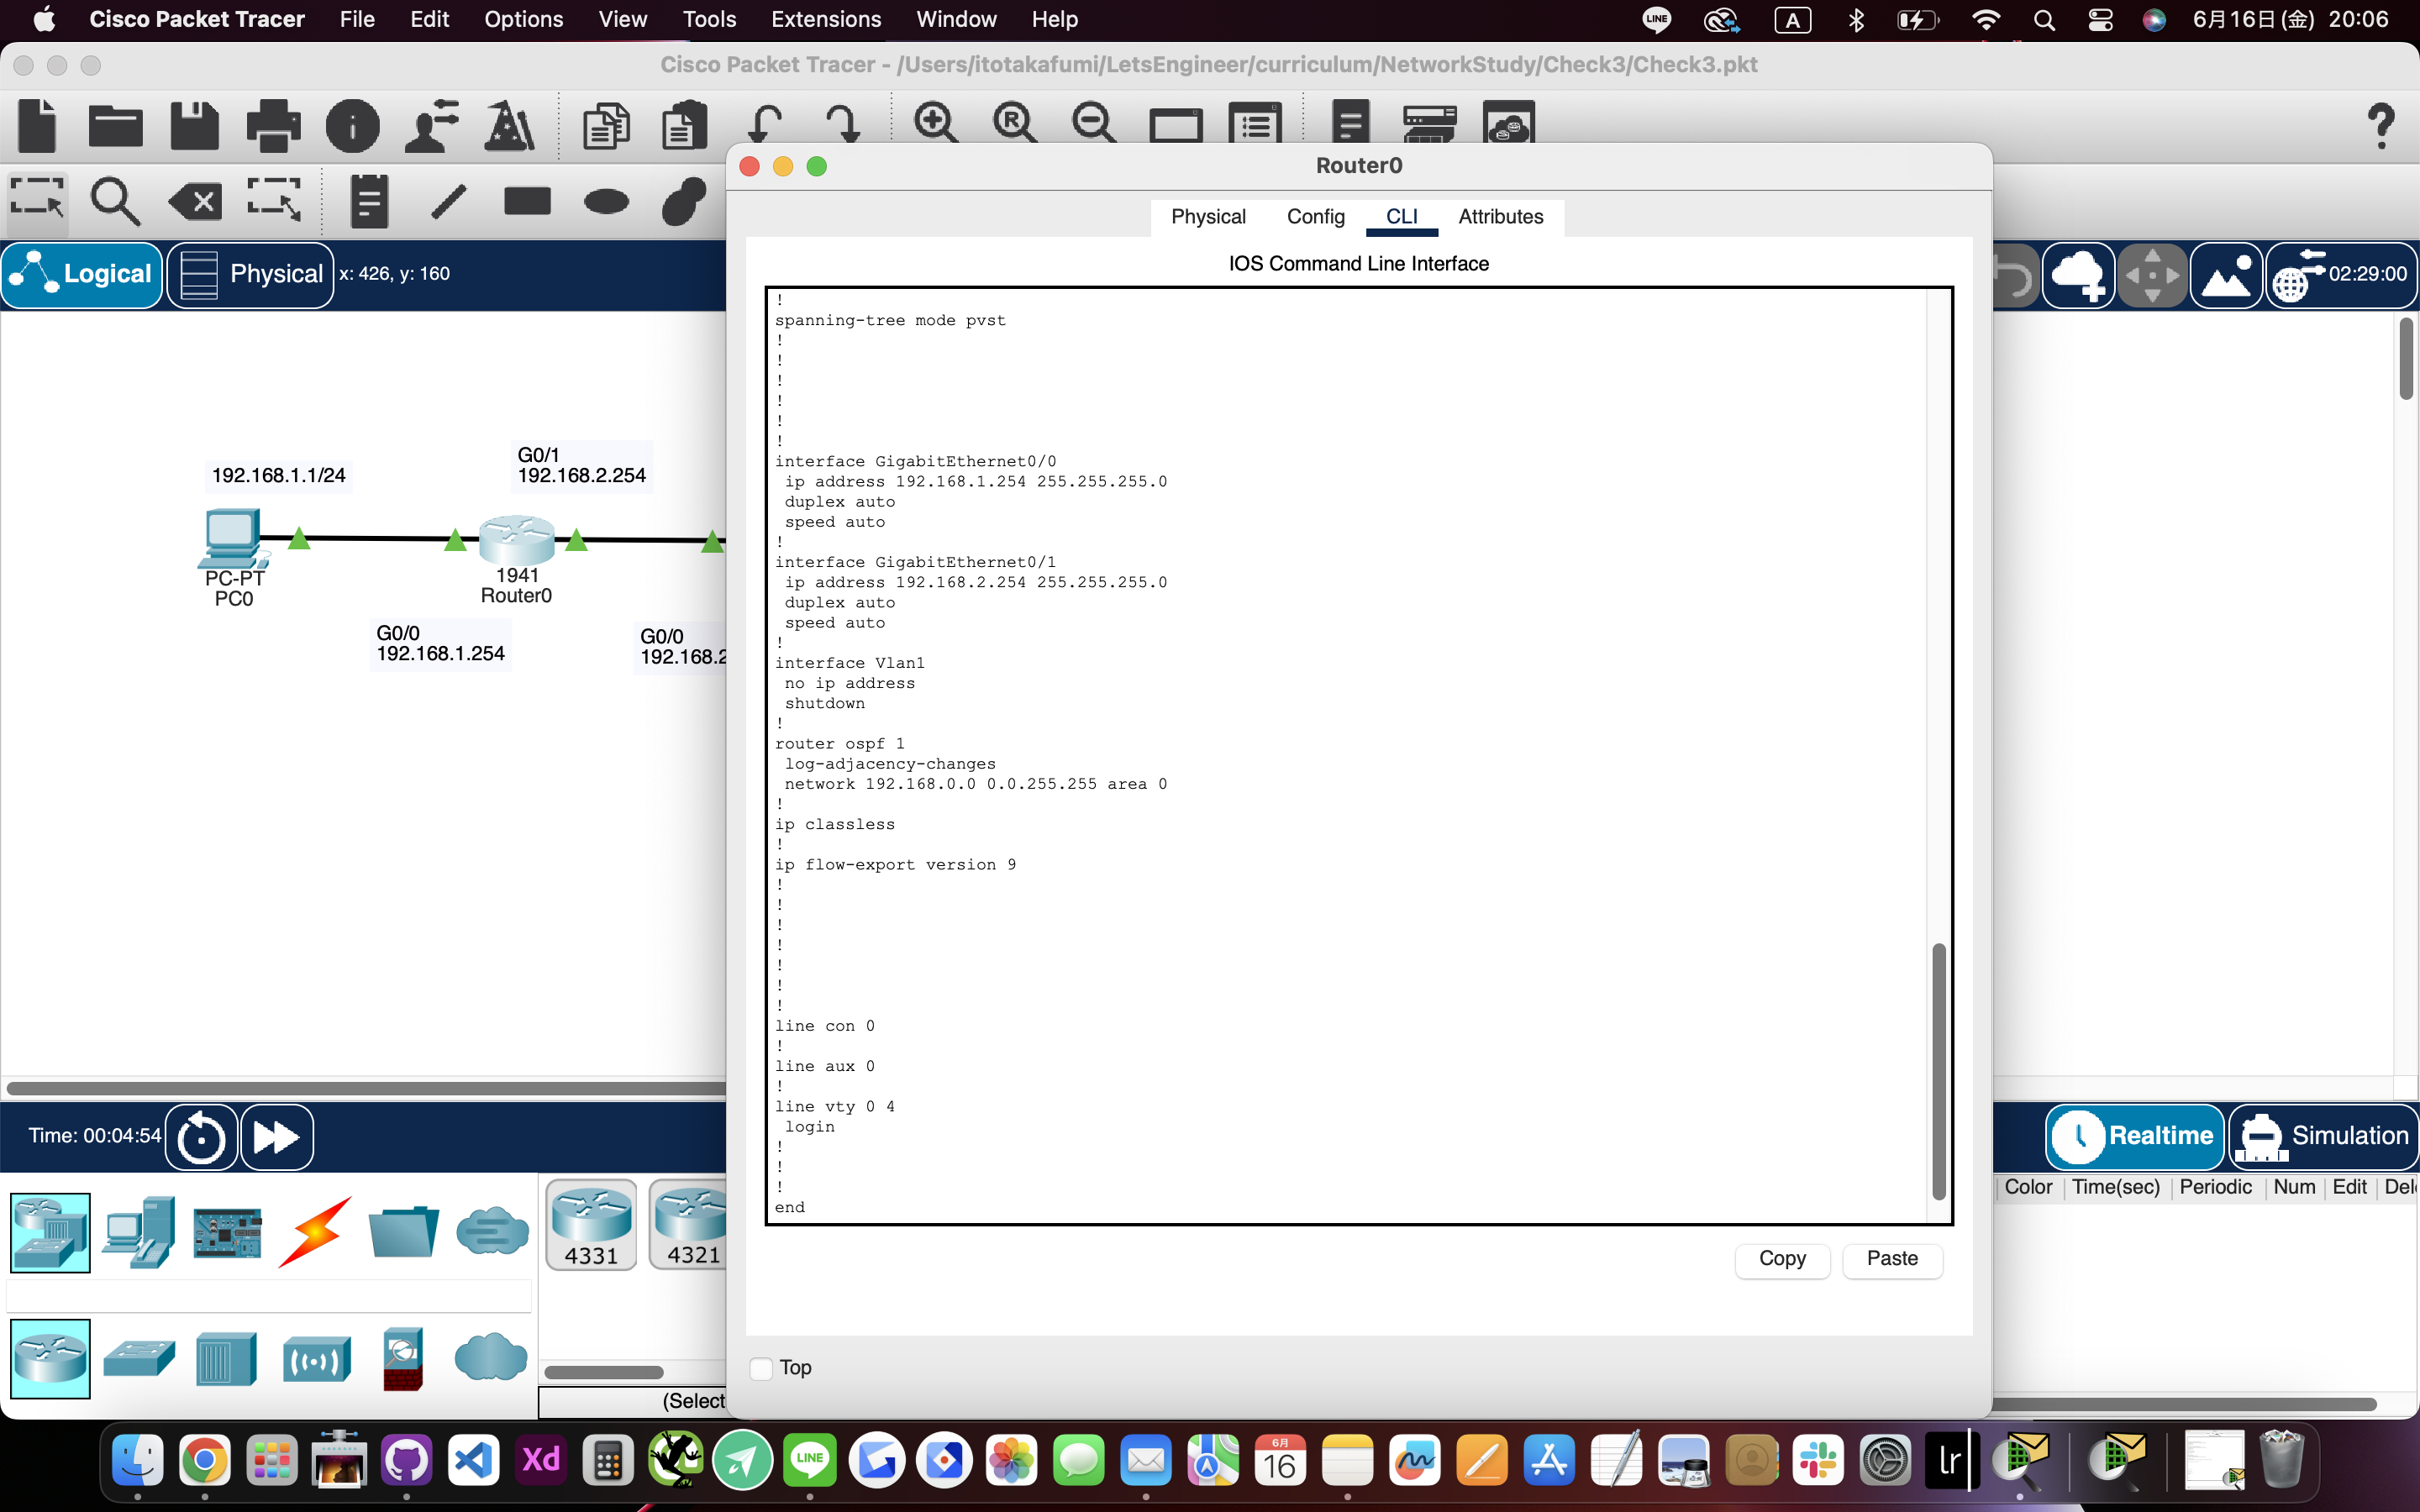 Cisco Packet Tracer File Edit Options View Tools Extensions Window Help LINE A 6月16日(金) 20:06
Cisco Packet Tracer - /Users/itotakafumi/LetsEngineer/curriculum/NetworkStudy/Check3/Check3.pkt
R
?
Router0
Physical Config CLI Attributes
Logical Physical x: 426, y: 160
02:29:00
IOS Command Line Interface
!
spanning-tree mode pvst
!
!
!
!
!
!
interface GigabitEthernet0/0
ip address 192.168.1.254 255.255.255.0
duplex auto
speed auto
!
interface GigabitEthernet0/1
ip address 192.168.2.254 255.255.255.0
duplex auto
speed auto
!
interface Vlan1
no ip address
shutdown
!
router ospf 1
log-adjacency-changes
network 192.168.0.0 0.0.255.255 area 0
!
ip classless
!
ip flow-export version 9
!
!
!
!
!
!
!
line con 0
!
line aux 0
!
line vty 0 4
login
!
!
!
end
Copy Paste
Top
192.168.1.1/24
G0/1
192.168.2.254
PC-PT
PC0
1941
Router0
G0/0
192.168.1.254
G0/0
192.168.2
Time: 00:04:54
Realtime Simulation
Color Time(sec) Periodic Num Edit Del
4331 4321
(Select
Xd
LINE
6月
16
lr